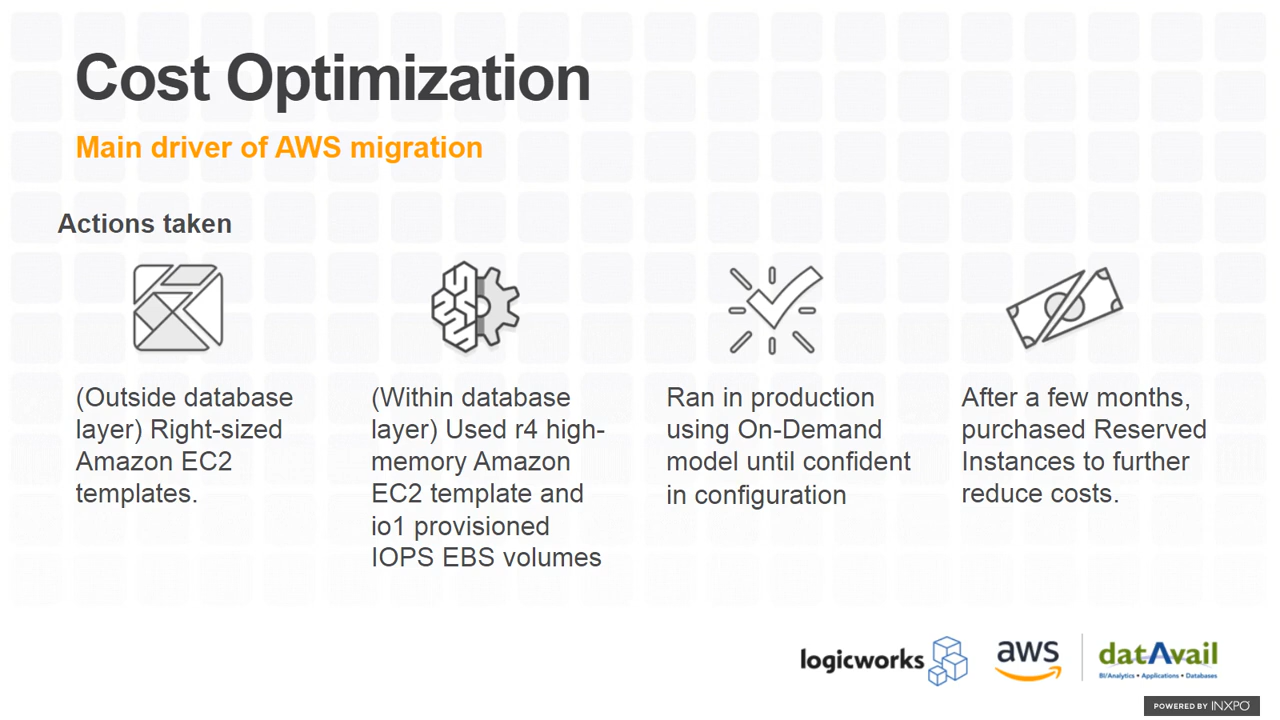 Cost Optimization
Main driver of AWS migration
Actions taken
(Outside database
layer) Right-sized
Amazon EC2
templates.
(Within database
layer) Used r4 high-
memory Amazon
EC2 template and
io1 provisioned
IOPS EBS volumes
Ran in production
using On-Demand
model until confident
in configuration
After a few months,
purchased Reserved
Instances to further
reduce costs.
logicworks
aws
datAvail
BI/Analytics • Applications • Databases
POWERED BY INXPO